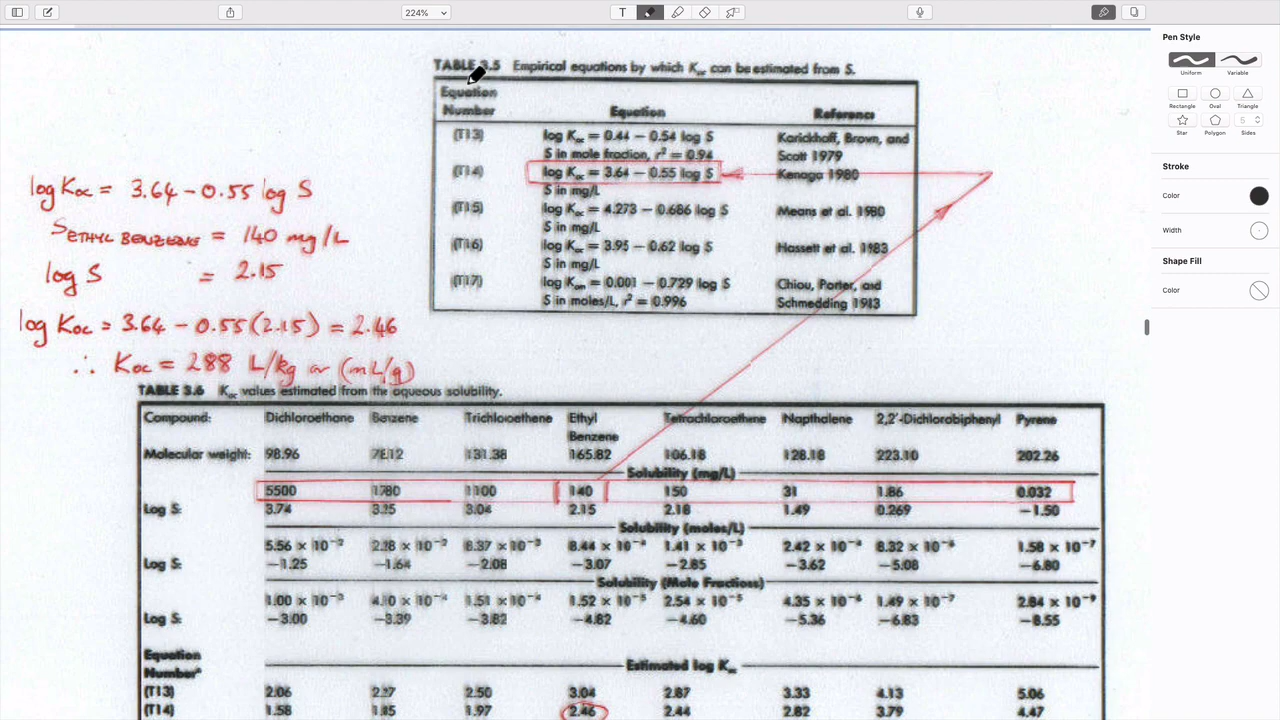 224%
T
Pen Style
Uniform
Variable
Rectangle
Oval
Triangle
Star
Polygon
5
Sides
Stroke
Color
Width
Shape Fill
Color
TABLE 3.5 Empirical equations by which Koc can be estimated from S.
Equation Number Equation Reference
(T13) log Koc = 0.44 − 0.54 log S Karickhoff, Brown, and
S in mole fraction, r² = 0.94 Scott 1979
(T14) log Koc = 3.64 − 0.55 log S Kenaga 1980
S in mg/L
(T15) log Koc = 4.273 − 0.686 log S Means et al. 1980
S in mg/L
(T16) log Koc = 3.95 − 0.62 log S Hassett et al. 1983
S in mg/L
(T17) log Kom = 0.001 − 0.729 log S Chiou, Porter, and
S in moles/L, r² = 0.996 Schmedding 1983
log Koc = 3.64 − 0.55 log S
S ETHYL BENZENE = 140 mg/L
log S = 2.15
log Koc = 3.64 − 0.55(2.15) = 2.46
∴ Koc = 288 L/kg or (mL/g)
TABLE 3.6 Koc values estimated from the aqueous solubility.
Compound: Dichloroethane Benzene Trichloroethene Ethyl Benzene Tetrachloroethene Napthalene 2,2'-Dichlorobiphenyl Pyrene
Molecular weight: 98.96 78.12 131.38 165.82 106.18 128.18 223.10 202.26
Solubility (mg/L)
5500 1780 1100 140 150 31 1.86 0.032
Log S: 3.74 3.25 3.04 2.15 2.18 1.49 0.269 −1.50
Solubility (moles/L)
5.56 × 10⁻² 2.28 × 10⁻² 8.37 × 10⁻³ 8.44 × 10⁻⁴ 1.41 × 10⁻³ 2.42 × 10⁻⁴ 8.32 × 10⁻⁶ 1.58 × 10⁻⁷
Log S: −1.25 −1.64 −2.08 −3.07 −2.85 −3.62 −5.08 −6.80
Solubility (Mole Fractions)
1.00 × 10⁻³ 4.10 × 10⁻⁴ 1.51 × 10⁻⁴ 1.52 × 10⁻⁵ 2.54 × 10⁻⁵ 4.35 × 10⁻⁶ 1.49 × 10⁻⁷ 2.84 × 10⁻⁹
Log S: −3.00 −3.39 −3.82 −4.82 −4.60 −5.36 −6.83 −8.55
Equation Numberᵃ Estimated log Koc
(T13) 2.06 2.27 2.50 3.04 2.87 3.33 4.13 5.06
(T14) 1.58 1.85 1.97 2.46 2.44 2.82 3.79 4.47